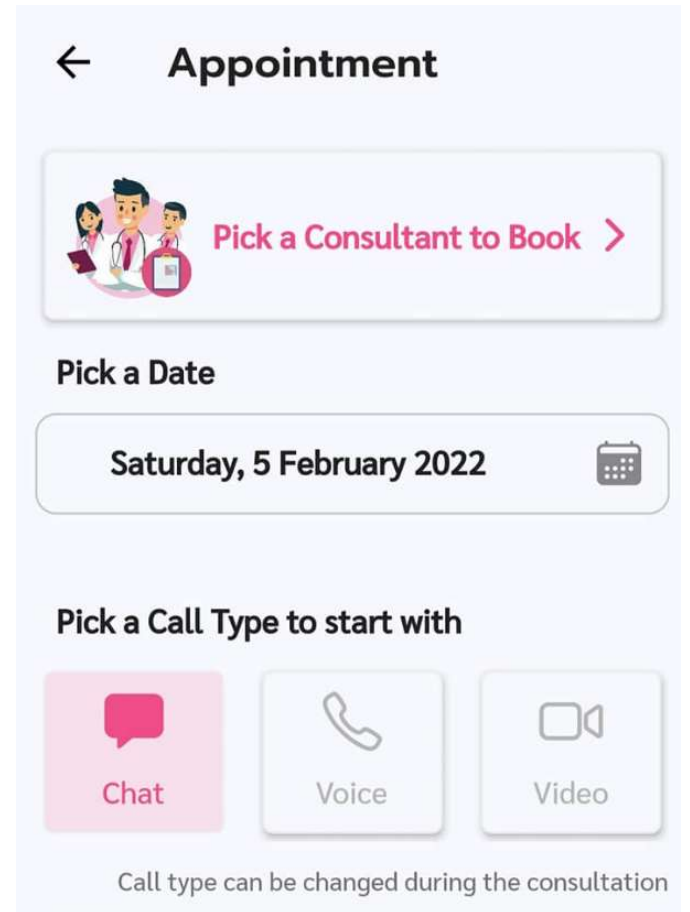 Appointment
Pick a Consultant to Book
Pick a Date
Saturday, 5 February 2022
Pick a Call Type to start with
Chat Voice Video
Call type can be changed during the consultation